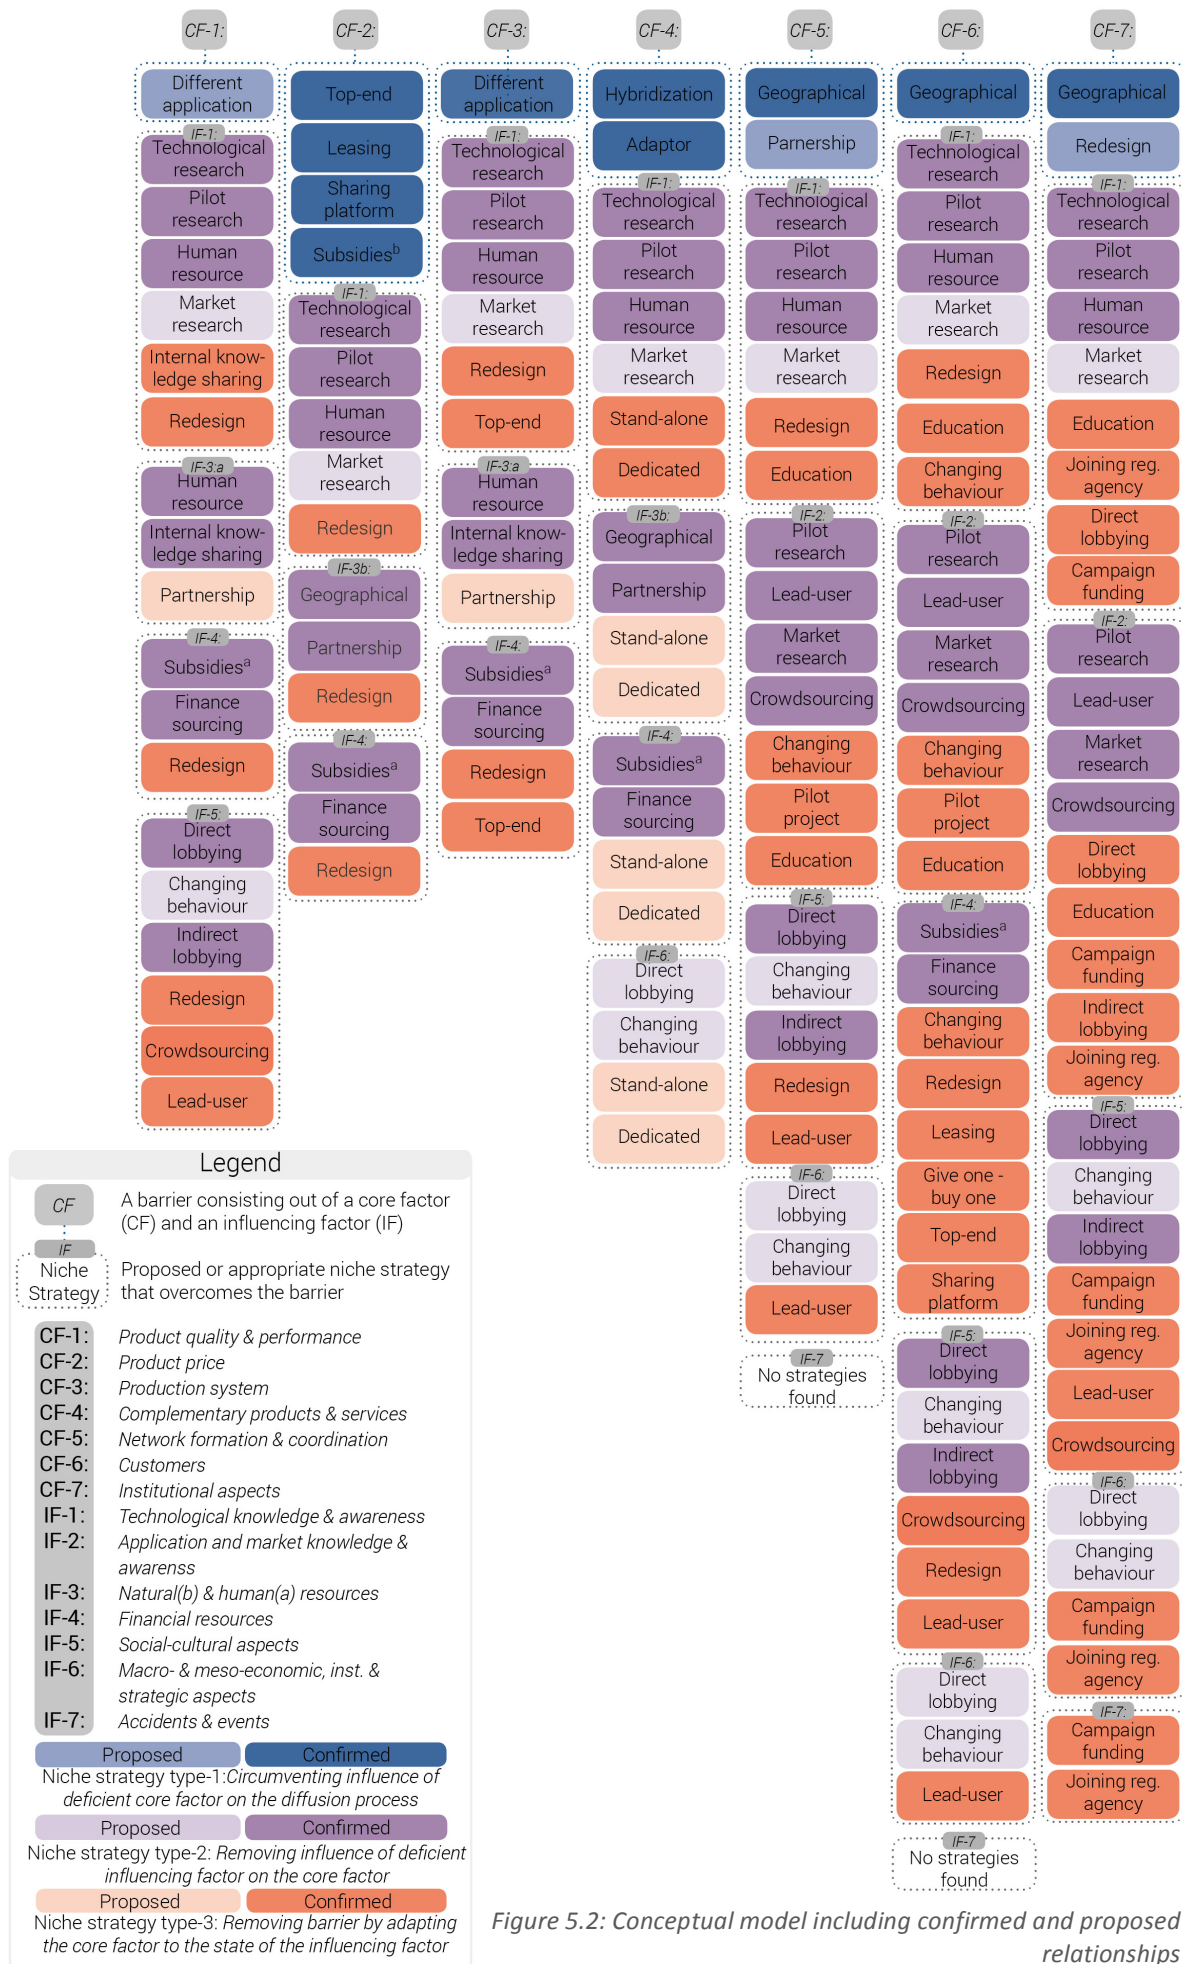 CF-1:
Different
application
IF-1:
Technological
research
Pilot
research
Human
resource
Market
research
Internal know-
ledge sharing
Redesign
IF-3:a
Human
resource
Internal know-
ledge sharing
Partnership
IF-4:
Subsidiesa
Finance
sourcing
Redesign
IF-5:
Direct
lobbying
Changing
behaviour
Indirect
lobbying
Redesign
Crowdsourcing
Lead-user
CF-2:
Top-end
Leasing
Sharing
platform
Subsidiesb
IF-1:
Technological
research
Pilot
research
Human
resource
Market
research
Redesign
IF-3b:
Geographical
Partnership
Redesign
IF-4:
Subsidiesa
Finance
sourcing
Redesign
CF-3:
Different
application
IF-1:
Technological
research
Pilot
research
Human
resource
Market
research
Redesign
Top-end
IF-3:a
Human
resource
Internal know-
ledge sharing
Partnership
IF-4:
Subsidiesa
Finance
sourcing
Redesign
Top-end
CF-4:
Hybridization
Adaptor
IF-1:
Technological
research
Pilot
research
Human
resource
Market
research
Stand-alone
Dedicated
IF-3b:
Geographical
Partnership
Stand-alone
Dedicated
IF-4:
Subsidiesa
Finance
sourcing
Stand-alone
Dedicated
IF-6:
Direct
lobbying
Changing
behaviour
Stand-alone
Dedicated
CF-5:
Geographical
Parnership
IF-1:
Technological
research
Pilot
research
Human
resource
Market
research
Redesign
Education
IF-2:
Pilot
research
Lead-user
Market
research
Crowdsourcing
Changing
behaviour
Pilot
project
Education
IF-5:
Direct
lobbying
Changing
behaviour
Indirect
lobbying
Redesign
Lead-user
IF-6:
Direct
lobbying
Changing
behaviour
Lead-user
IF-7
No strategies
found
CF-6:
Geographical
IF-1:
Technological
research
Pilot
research
Human
resource
Market
research
Redesign
Education
Changing
behaviour
IF-2:
Pilot
research
Lead-user
Market
research
Crowdsourcing
Changing
behaviour
Pilot
project
Education
IF-4:
Subsidiesa
Finance
sourcing
Changing
behaviour
Redesign
Leasing
Give one -
buy one
Top-end
Sharing
platform
IF-5:
Direct
lobbying
Changing
behaviour
Indirect
lobbying
Crowdsourcing
Redesign
Lead-user
IF-6:
Direct
lobbying
Changing
behaviour
Lead-user
IF-7
No strategies
found
CF-7:
Geographical
Redesign
IF-1:
Technological
research
Pilot
research
Human
resource
Market
research
Education
Joining reg.
agency
Direct
lobbying
Campaign
funding
IF-2:
Pilot
research
Lead-user
Market
research
Crowdsourcing
Direct
lobbying
Education
Campaign
funding
Indirect
lobbying
Joining reg.
agency
IF-5:
Direct
lobbying
Changing
behaviour
Indirect
lobbying
Campaign
funding
Joining reg.
agency
Lead-user
Crowdsourcing
IF-6:
Direct
lobbying
Changing
behaviour
Campaign
funding
Joining reg.
agency
IF-7:
Campaign
funding
Joining reg.
agency
Legend
CF
A barrier consisting out of a core factor
(CF) and an influencing factor (IF)
IF
Niche
Strategy
Proposed or appropriate niche strategy
that overcomes the barrier
CF-1: Product quality & performance
CF-2: Product price
CF-3: Production system
CF-4: Complementary products & services
CF-5: Network formation & coordination
CF-6: Customers
CF-7: Institutional aspects
IF-1: Technological knowledge & awareness
IF-2: Application and market knowledge &
awarenss
IF-3: Natural(b) & human(a) resources
IF-4: Financial resources
IF-5: Social-cultural aspects
IF-6: Macro- & meso-economic, inst. &
strategic aspects
IF-7: Accidents & events
Proposed Confirmed
Niche strategy type-1:Circumventing influence of
deficient core factor on the diffusion process
Proposed Confirmed
Niche strategy type-2: Removing influence of deficient
influencing factor on the core factor
Proposed Confirmed
Niche strategy type-3: Removing barrier by adapting
the core factor to the state of the influencing factor
Figure 5.2: Conceptual model including confirmed and proposed
relationships